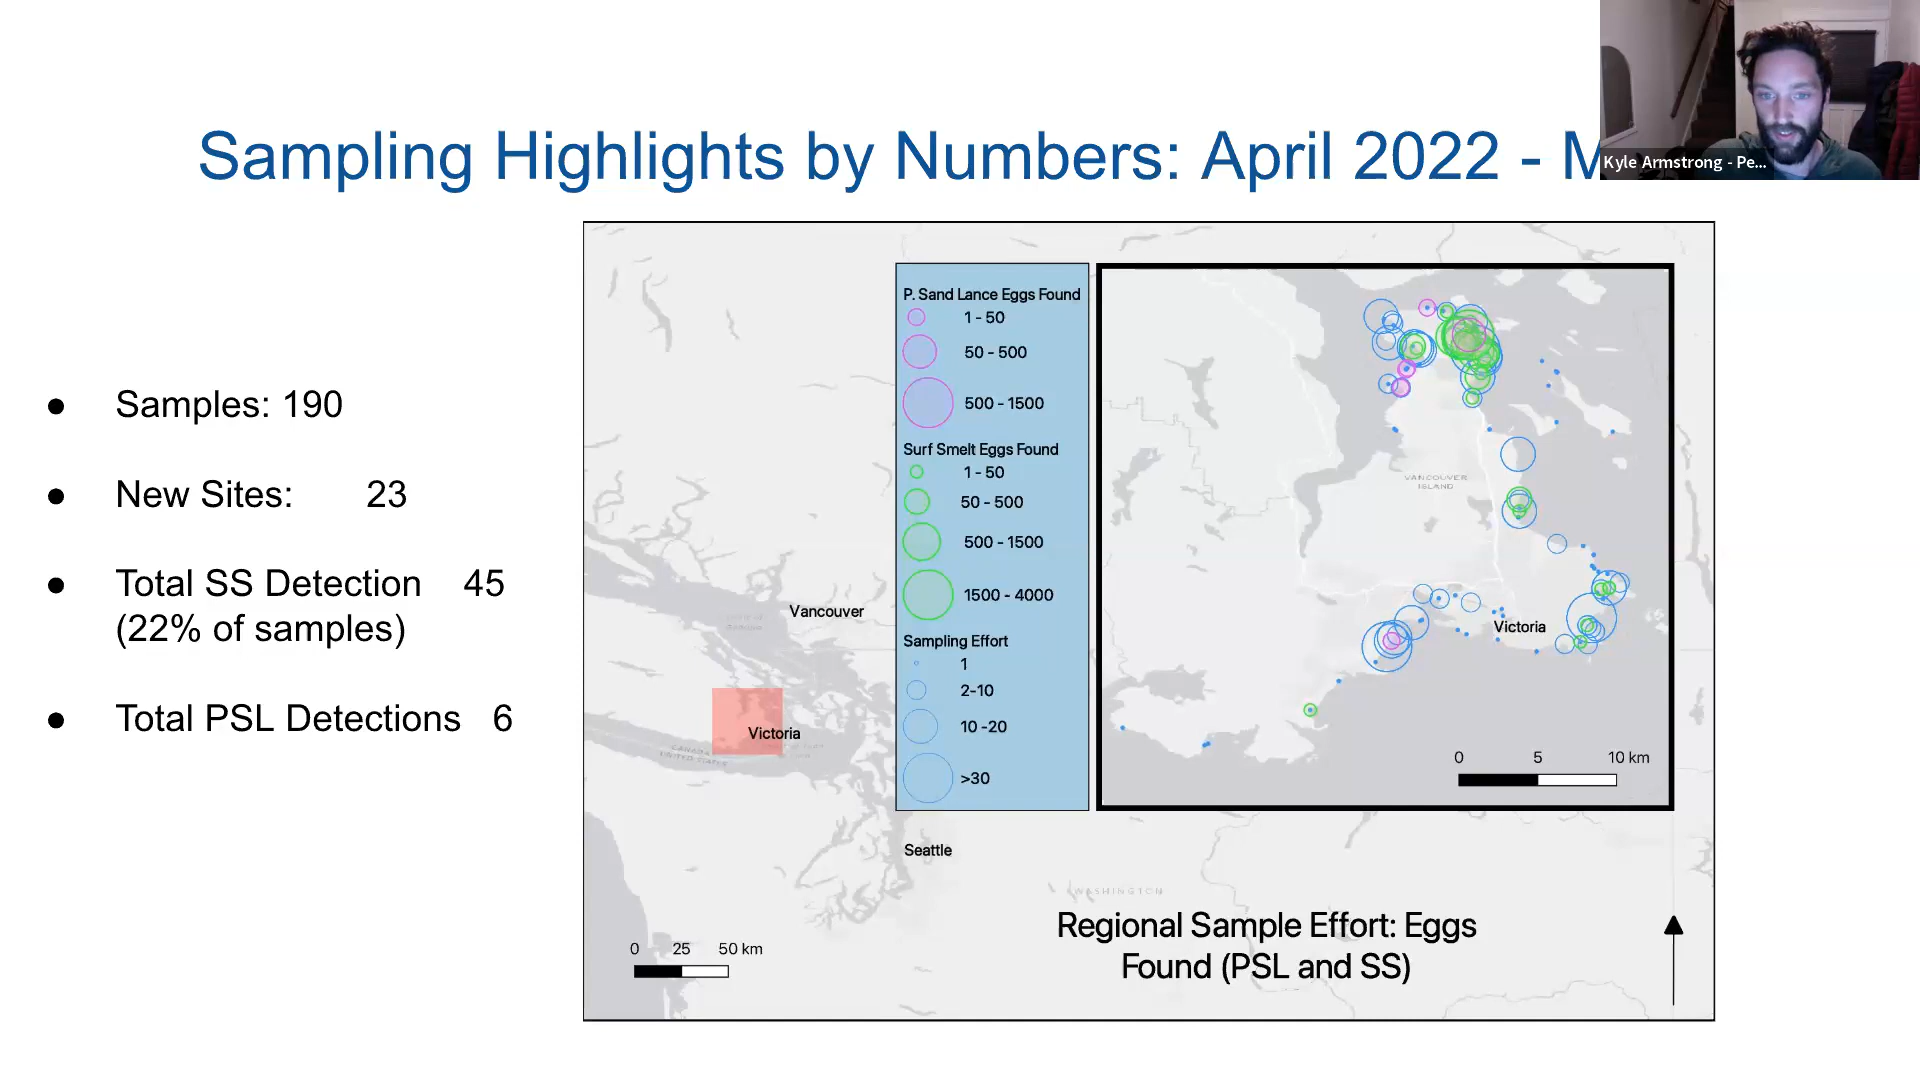 Sampling Highlights by Numbers: April 2022 - M
Kyle Armstrong - Pe...
● Samples: 190
● New Sites: 23
● Total SS Detection 45
(22% of samples)
● Total PSL Detections 6
P. Sand Lance Eggs Found
1 - 50
50 - 500
500 - 1500
Surf Smelt Eggs Found
1 - 50
50 - 500
500 - 1500
1500 - 4000
Sampling Effort
1
2-10
10 -20
>30
VANCOUVER
ISLAND
Victoria
0 5 10 km
Vancouver
Victoria
CANADA
UNITED STATES
Seattle
WASHINGTON
0 25 50 km
Regional Sample Effort: Eggs
Found (PSL and SS)